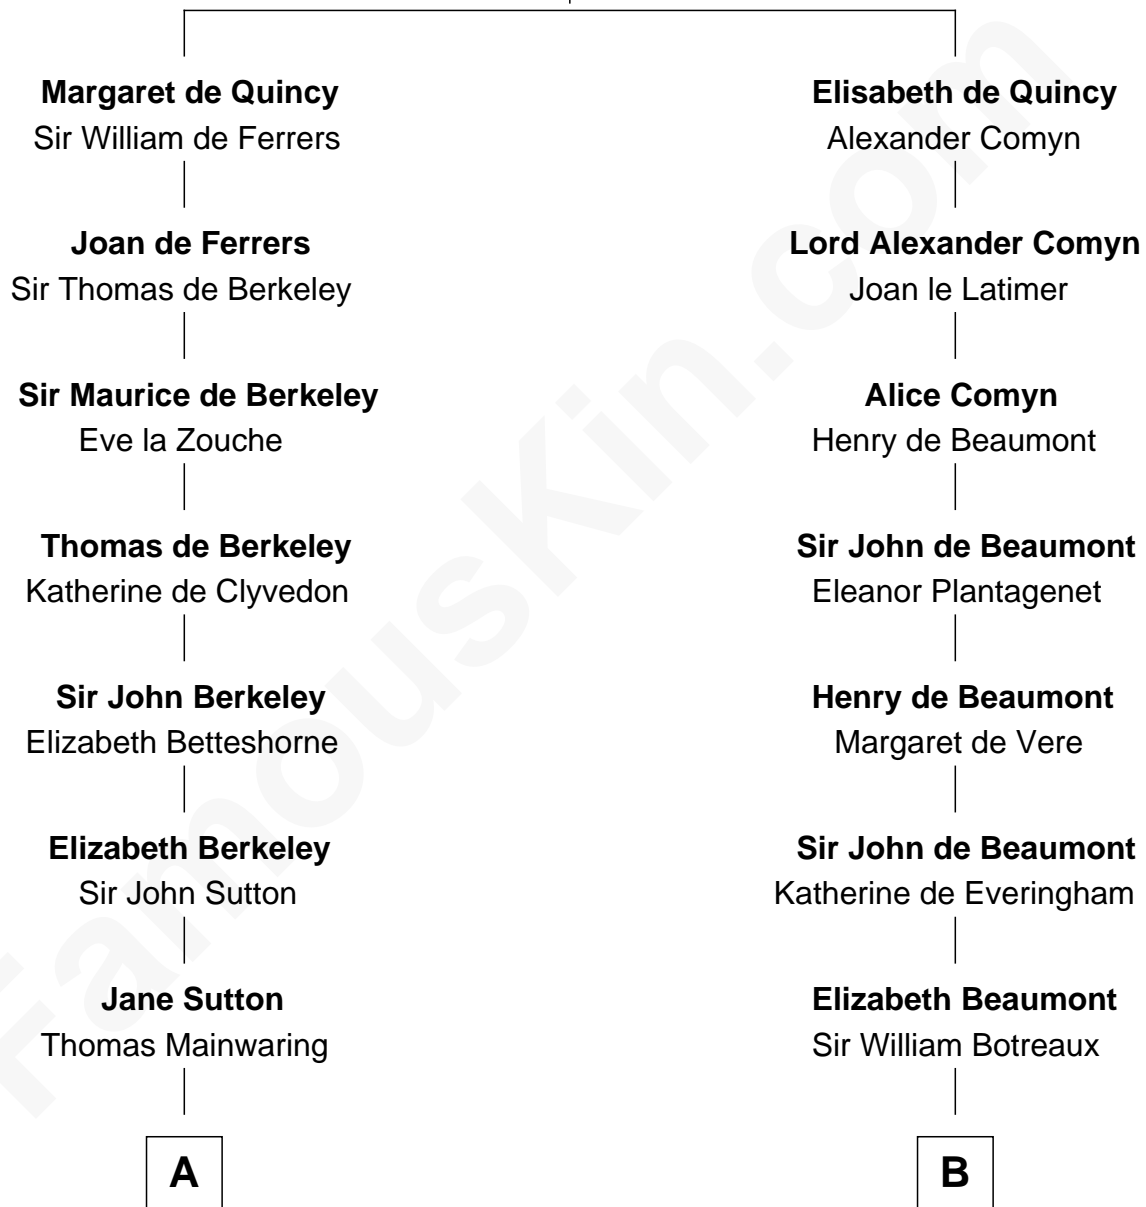 Margaret de Quincy
Sir William de Ferrers
Joan de Ferrers
Sir Thomas de Berkeley
Sir Maurice de Berkeley
Eve la Zouche
Thomas de Berkeley
Katherine de Clyvedon
Sir John Berkeley
Elizabeth Betteshorne
Elizabeth Berkeley
Sir John Sutton
Jane Sutton
Thomas Mainwaring
A
Elisabeth de Quincy
Alexander Comyn
Lord Alexander Comyn
Joan le Latimer
Alice Comyn
Henry de Beaumont
Sir John de Beaumont
Eleanor Plantagenet
Henry de Beaumont
Margaret de Vere
Sir John de Beaumont
Katherine de Everingham
Elizabeth Beaumont
Sir William Botreaux
B
FamousKin.com